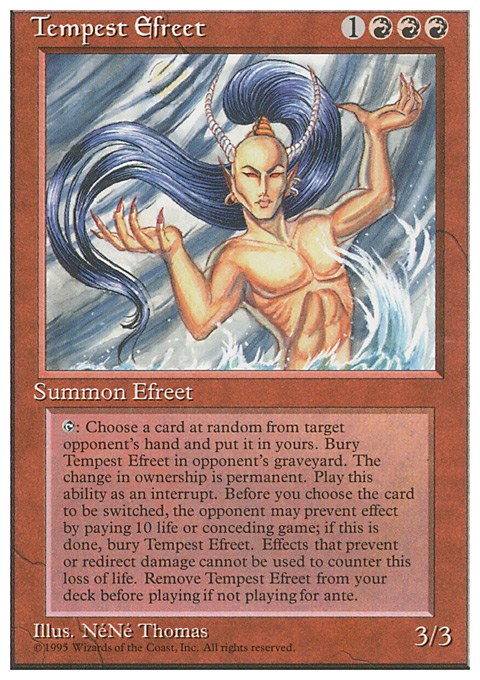 Tempest Efreet 1
Summon Efreet
: Choose a card at random from target
opponent's hand and put it in yours. Bury
Tempest Efreet in opponent's graveyard. The
change in ownership is permanent. Play this
ability as an interrupt. Before you choose the card
to be switched, the opponent may prevent effect
by paying 10 life or conceding game; if this is
done, bury Tempest Efreet. Effects that prevent
or redirect damage cannot be used to counter this
loss of life. Remove Tempest Efreet from your
deck before playing if not playing for ante.
Illus. NéNé Thomas 3/3
©1995 Wizards of the Coast, Inc. All rights reserved.